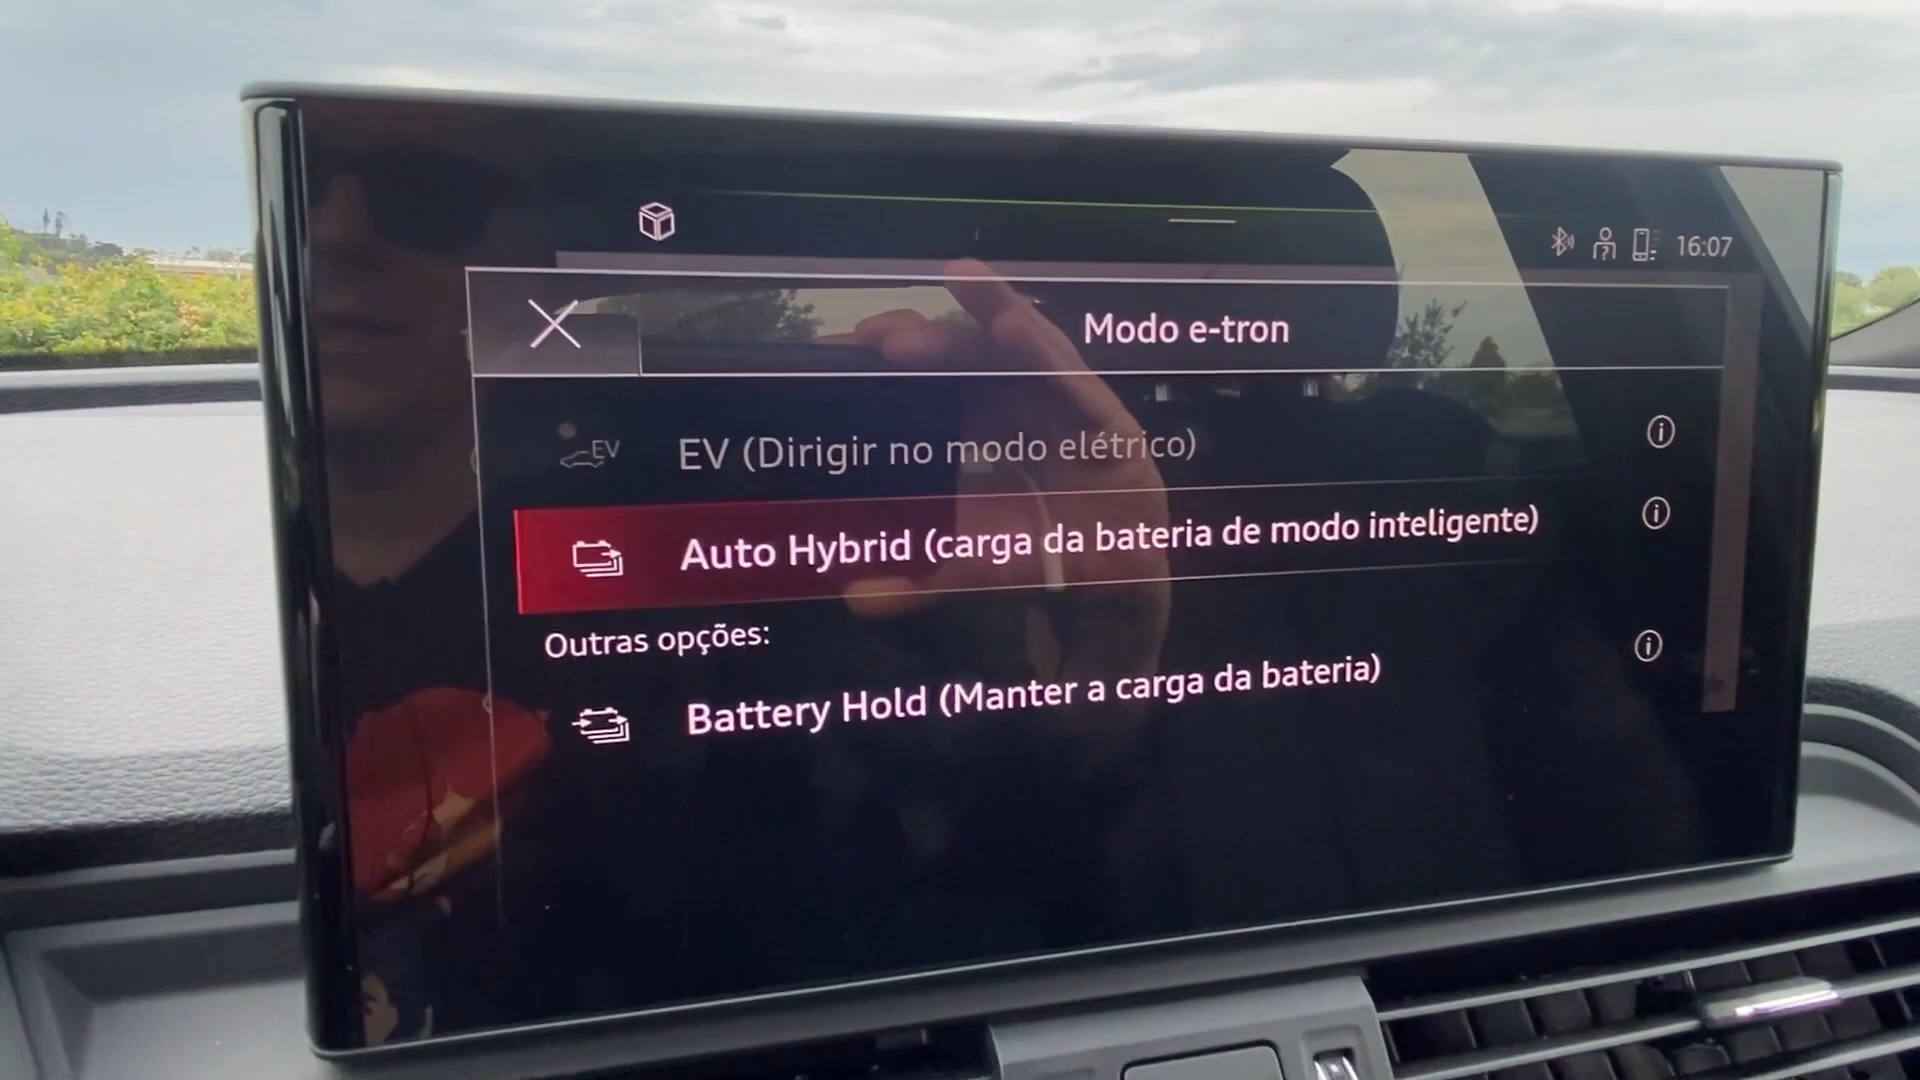 16:07
Modo e-tron
EV EV (Dirigir no modo elétrico)
Auto Hybrid (carga da bateria de modo inteligente)
Outras opções:
Battery Hold (Manter a carga da bateria)